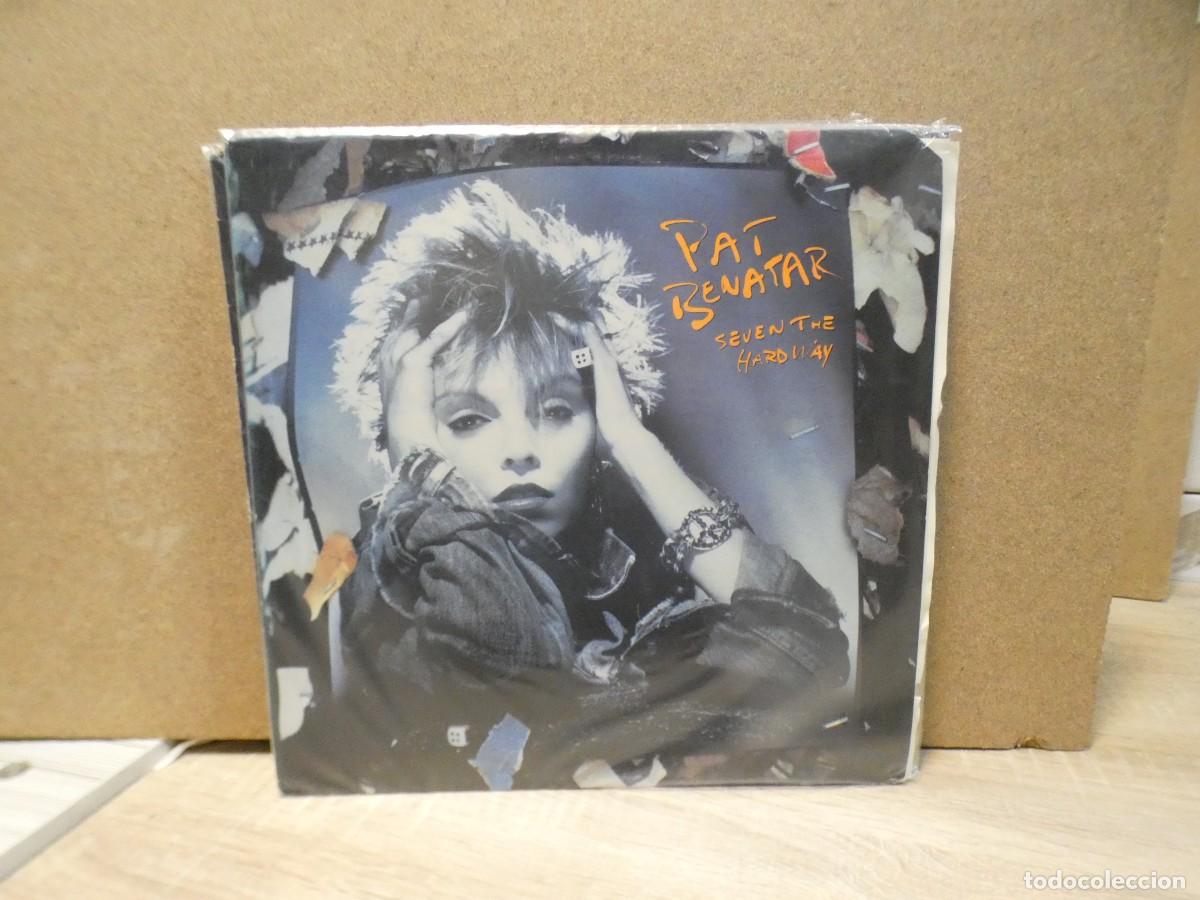 PAT
BENATAR
SEVEN THE
HARD WAY
todocoleccion